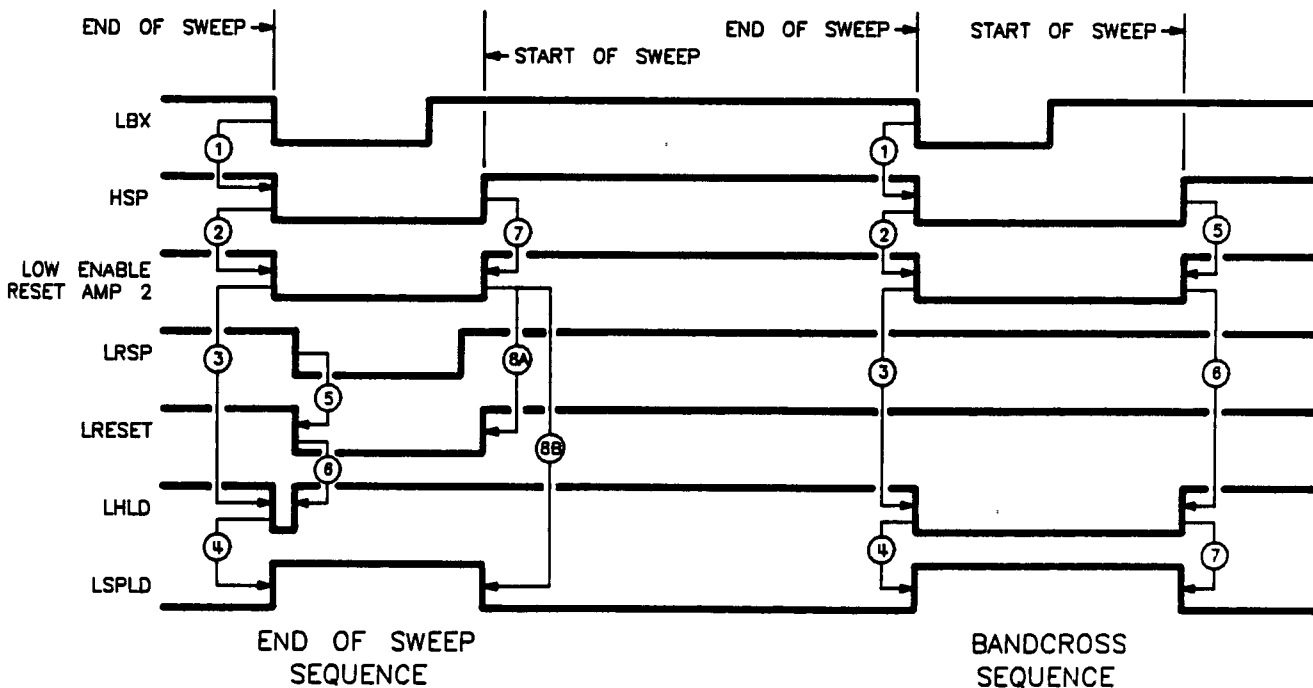 END OF SWEEP
START OF SWEEP
END OF SWEEP
START OF SWEEP
LBX
1
1
HSP
2
7
2
5
LOW ENABLE
RESET AMP 2
3
8A
3
6
LRSP
5
LRESET
6
8B
LHLD
4
4
7
LSPLD
END OF SWEEP
SEQUENCE
BANDCROSS
SEQUENCE